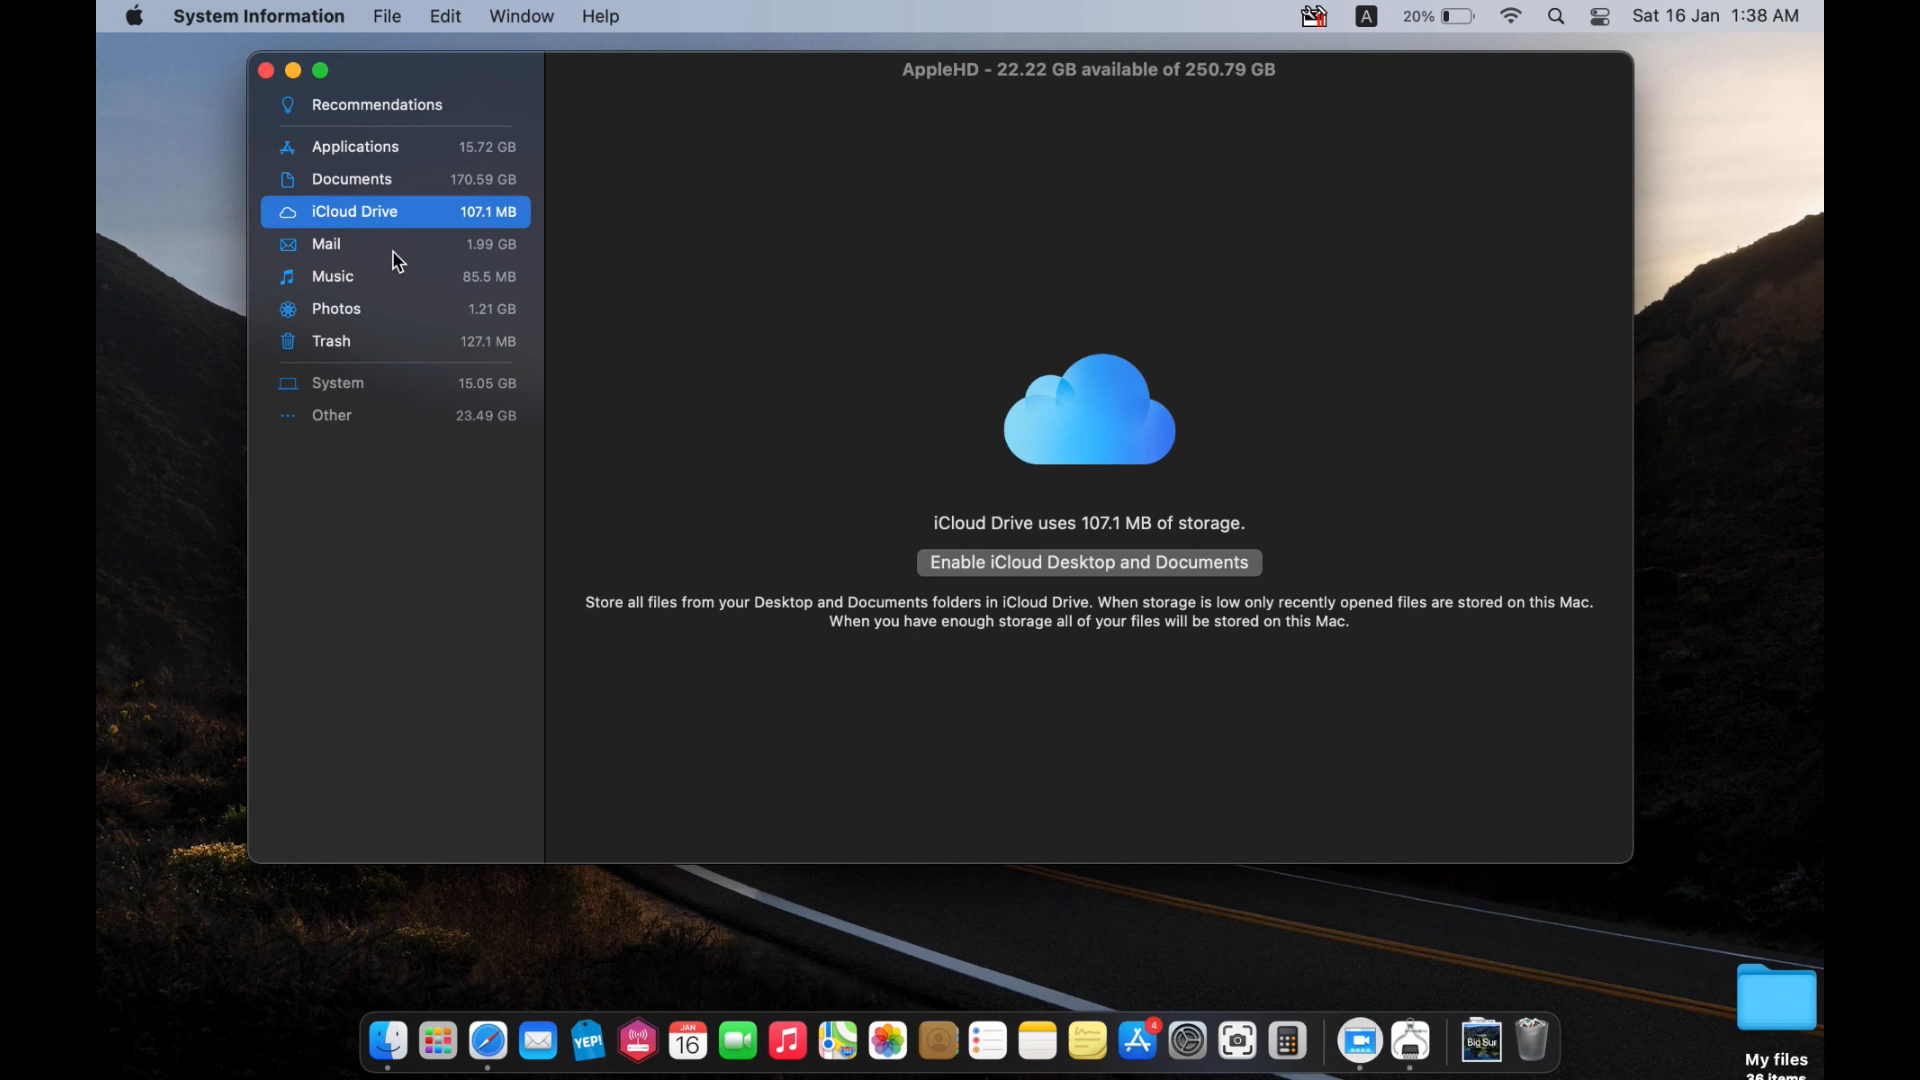 System Information File Edit Window Help A 20% Sat 16 Jan 1:38 AM
AppleHD - 22.22 GB available of 250.79 GB
Recommendations
Applications 15.72 GB
Documents 170.59 GB
iCloud Drive 107.1 MB
Mail 1.99 GB
Music 85.5 MB
Photos 1.21 GB
Trash 127.1 MB
System 15.05 GB
Other 23.49 GB
iCloud Drive uses 107.1 MB of storage.
Enable iCloud Desktop and Documents
Store all files from your Desktop and Documents folders in iCloud Drive. When storage is low only recently opened files are stored on this Mac.
When you have enough storage all of your files will be stored on this Mac.
YEP!
JAN
16
4
Big Sur
My files
36 items